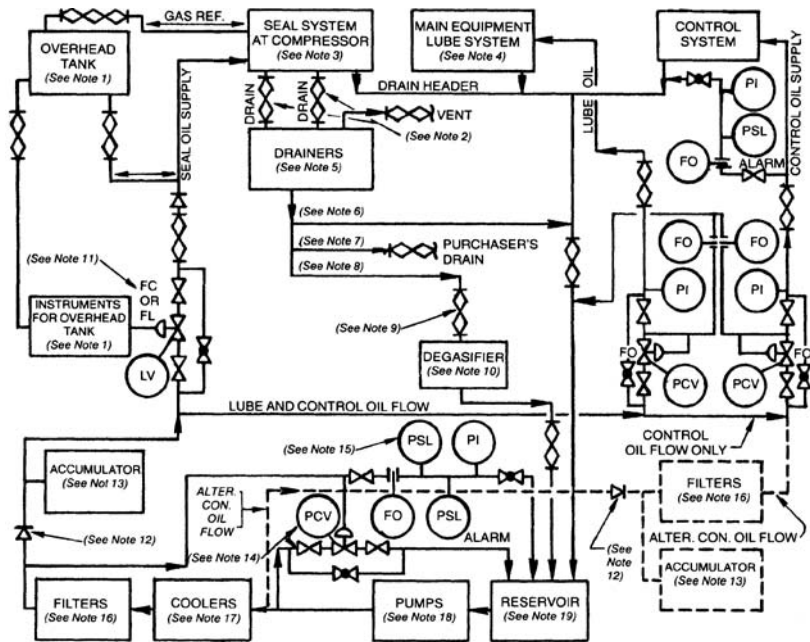 GAS REF.
OVERHEAD
TANK
(See Note 1)
SEAL SYSTEM
AT COMPRESSOR
(See Note 3)
MAIN EQUIPMENT
LUBE SYSTEM
(See Note 4)
CONTROL
SYSTEM
DRAIN HEADER
SEAL OIL SUPPLY
DRAIN
DRAIN
VENT
(See Note 2)
LUBE OIL
CONTROL OIL SUPPLY
PI
PSL
FO
ALARM
DRAINERS
(See Note 5)
(See Note 6)
(See Note 7)
PURCHASER'S
DRAIN
(See Note 8)
FO
FO
PI
PI
(See Note 11)
FC
OR
FL
INSTRUMENTS
FOR OVERHEAD
TANK
(See Note 1)
LV
(See Note 9)
DEGASIFIER
(See Note 10)
FO
FO
PCV
PCV
LUBE AND CONTROL OIL FLOW
CONTROL
OIL FLOW ONLY
(See Note 15)
PSL
PI
ACCUMULATOR
(See Not 13)
ALTER.
CON.
OIL
FLOW
PCV
FO
PSL
FILTERS
(See Note 16)
(See Note 12)
(See Note 14)
ALARM
(See
Note
12)
ALTER. CON. OIL FLOW
ACCUMULATOR
(See Note 13)
FILTERS
(See Note 16)
COOLERS
(See Note 17)
PUMPS
(See Note 18)
RESERVOIR
(See Note 19)